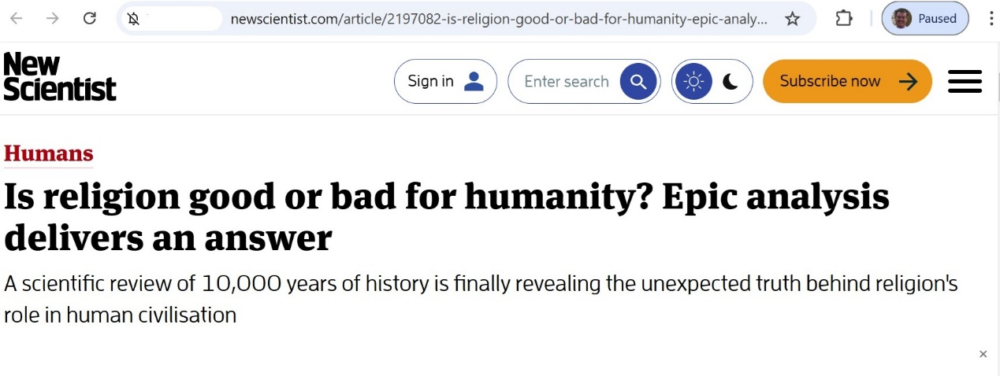 newscientist.com/article/2197082-is-religion-good-or-bad-for-humanity-epic-analy...
Paused
New
Scientist
Sign in
Enter search
Subscribe now
Humans
Is religion good or bad for humanity? Epic analysis
delivers an answer
A scientific review of 10,000 years of history is finally revealing the unexpected truth behind religion's
role in human civilisation